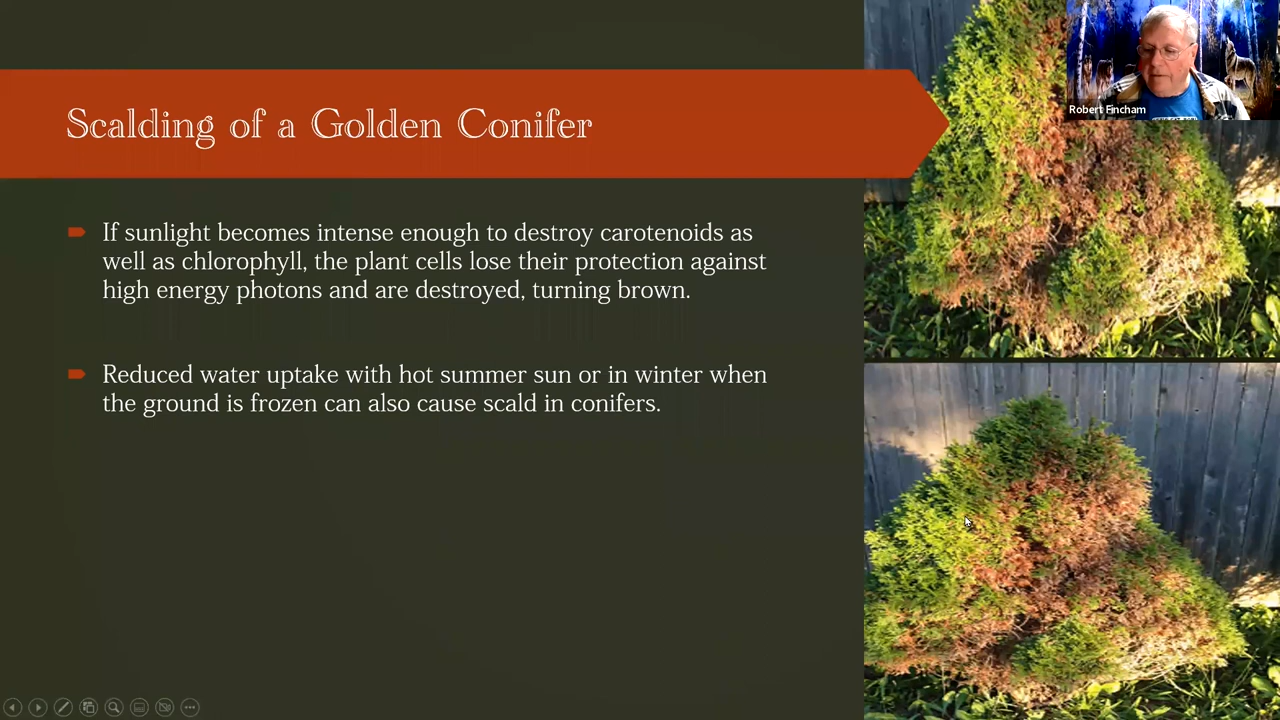 Scalding of a Golden Conifer
Robert Fincham
If sunlight becomes intense enough to destroy carotenoids as
well as chlorophyll, the plant cells lose their protection against
high energy photons and are destroyed, turning brown.
Reduced water uptake with hot summer sun or in winter when
the ground is frozen can also cause scald in conifers.